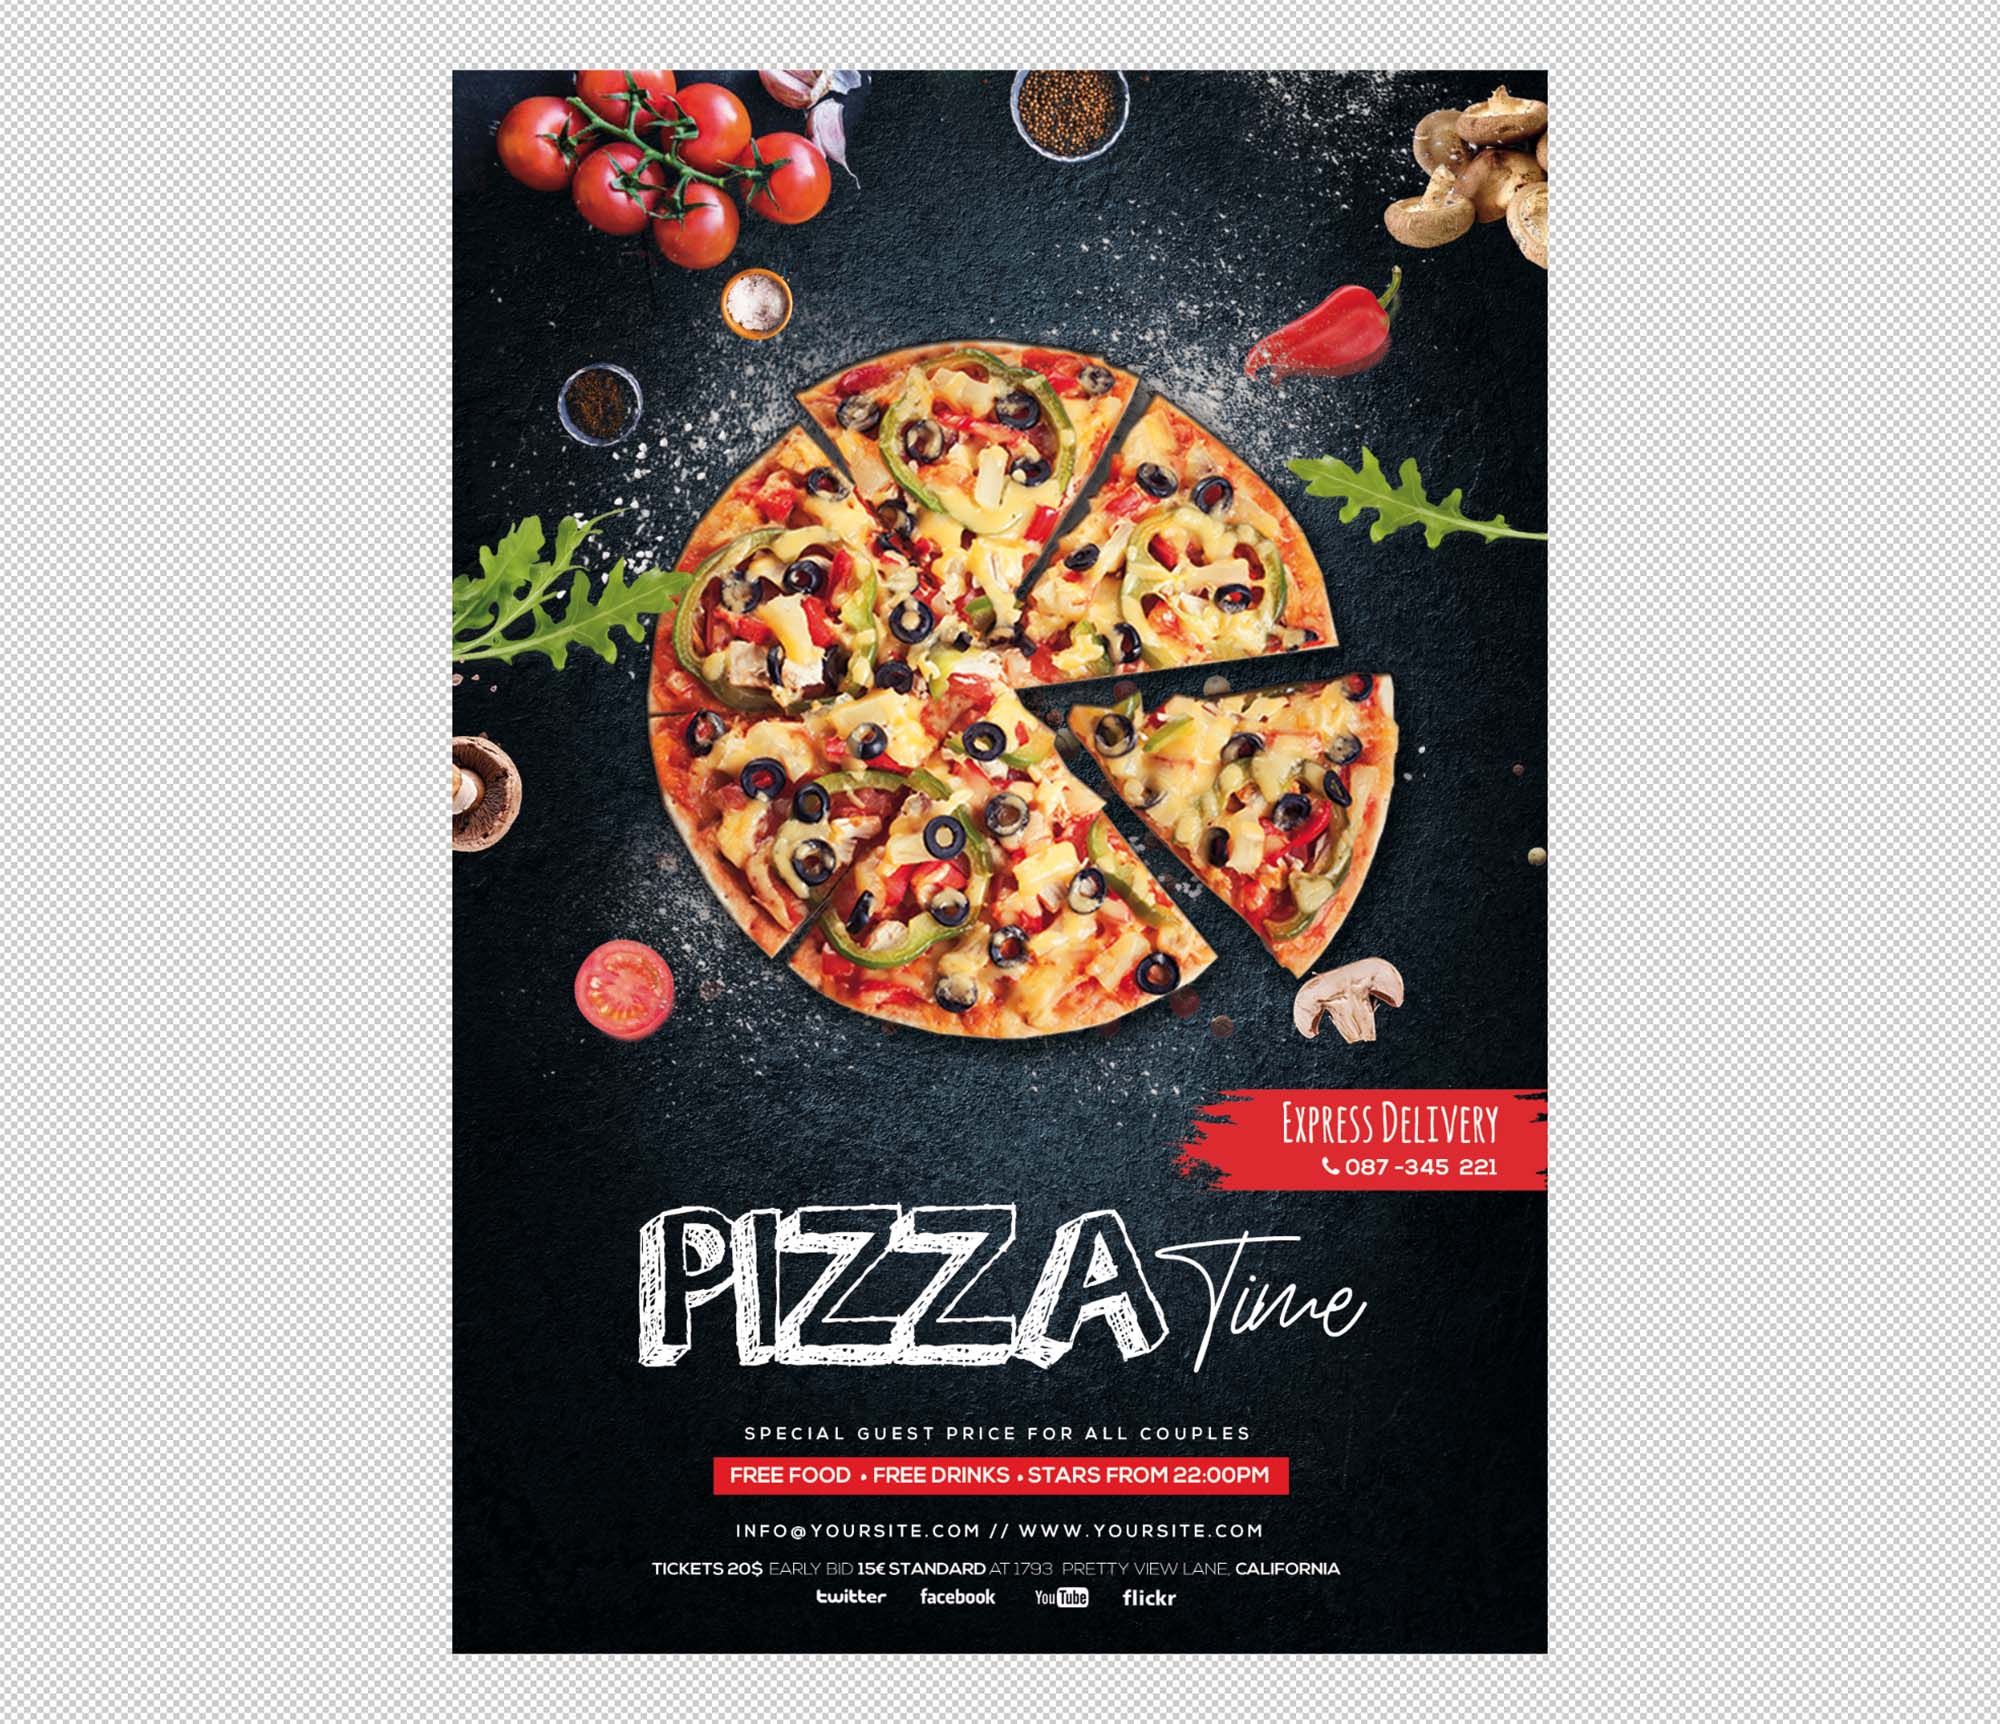 EXPRESS DELIVERY
087-345 221
PIZZA Time
SPECIAL GUEST PRICE FOR ALL COUPLES
FREE FOOD • FREE DRINKS • STARS FROM 22:00PM
INFO@YOURSITE.COM // WWW.YOURSITE.COM
TICKETS 20$ EARLY BID 15€ STANDARD AT 1793 PRETTY VIEW LANE, CALIFORNIA
twitter facebook YouTube flickr